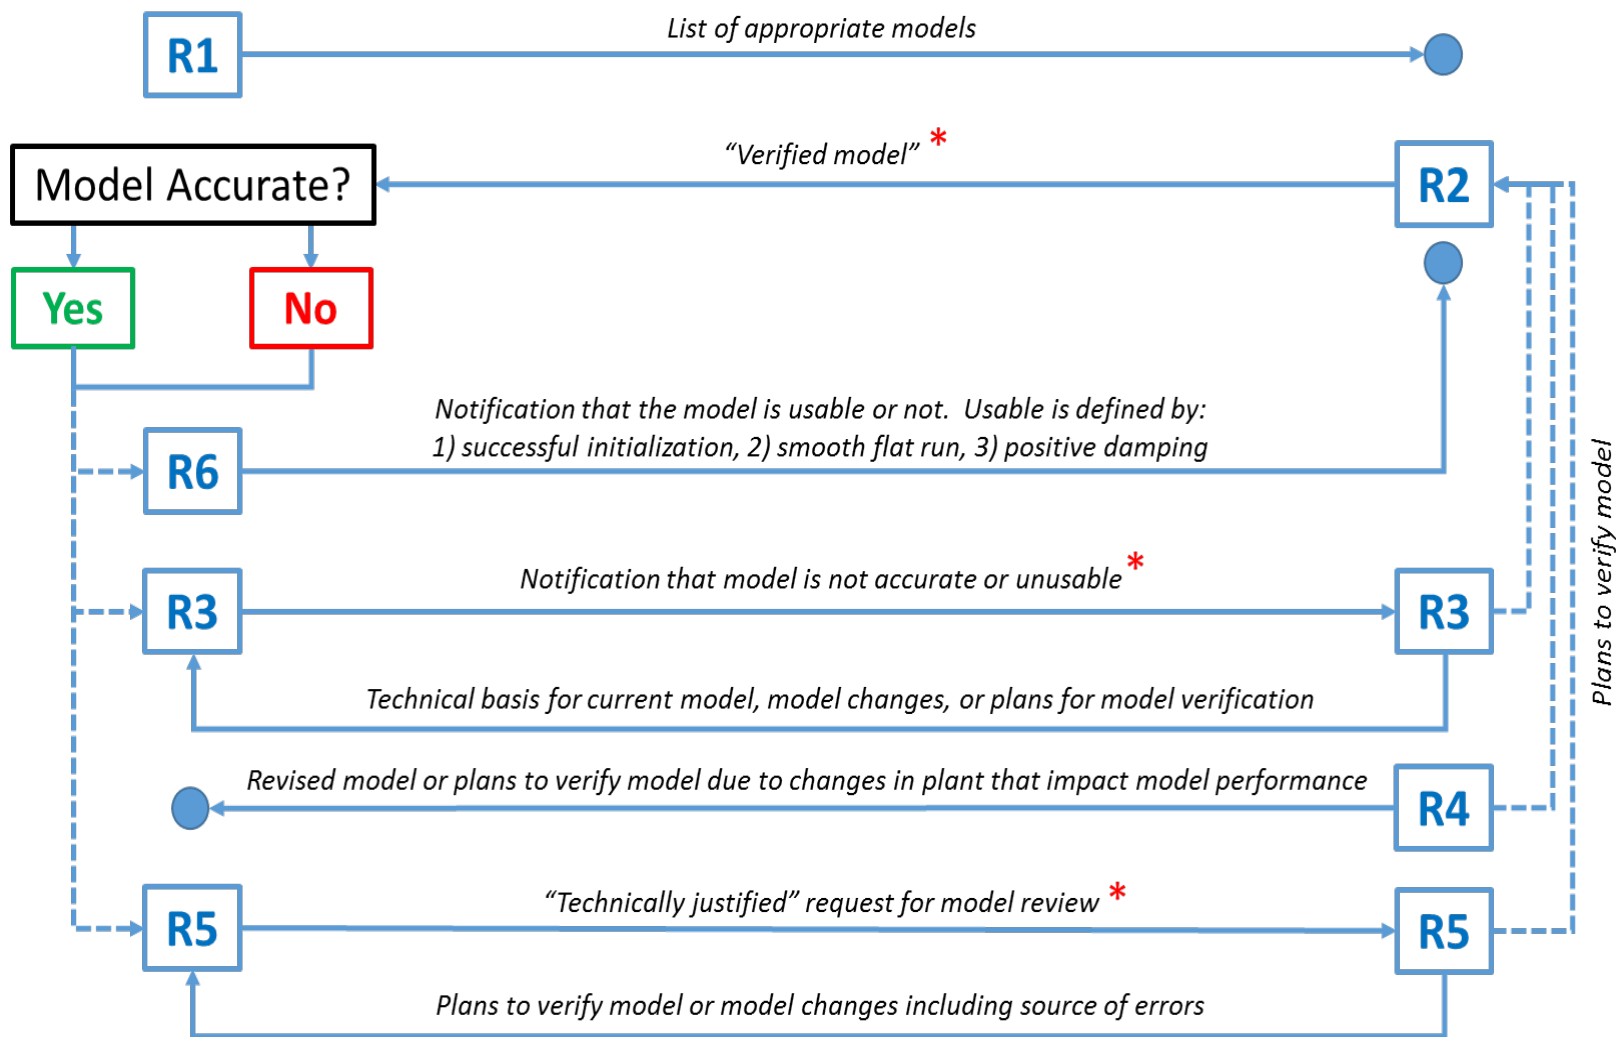 List of appropriate models
R1
“Verified model” *
Model Accurate?
R2
Yes
No
Notification that the model is usable or not. Usable is defined by:
1) successful initialization, 2) smooth flat run, 3) positive damping
R6
Plans to verify model
Notification that model is not accurate or unusable *
R3
R3
Technical basis for current model, model changes, or plans for model verification
Revised model or plans to verify model due to changes in plant that impact model performance
R4
“Technically justified” request for model review *
R5
R5
Plans to verify model or model changes including source of errors